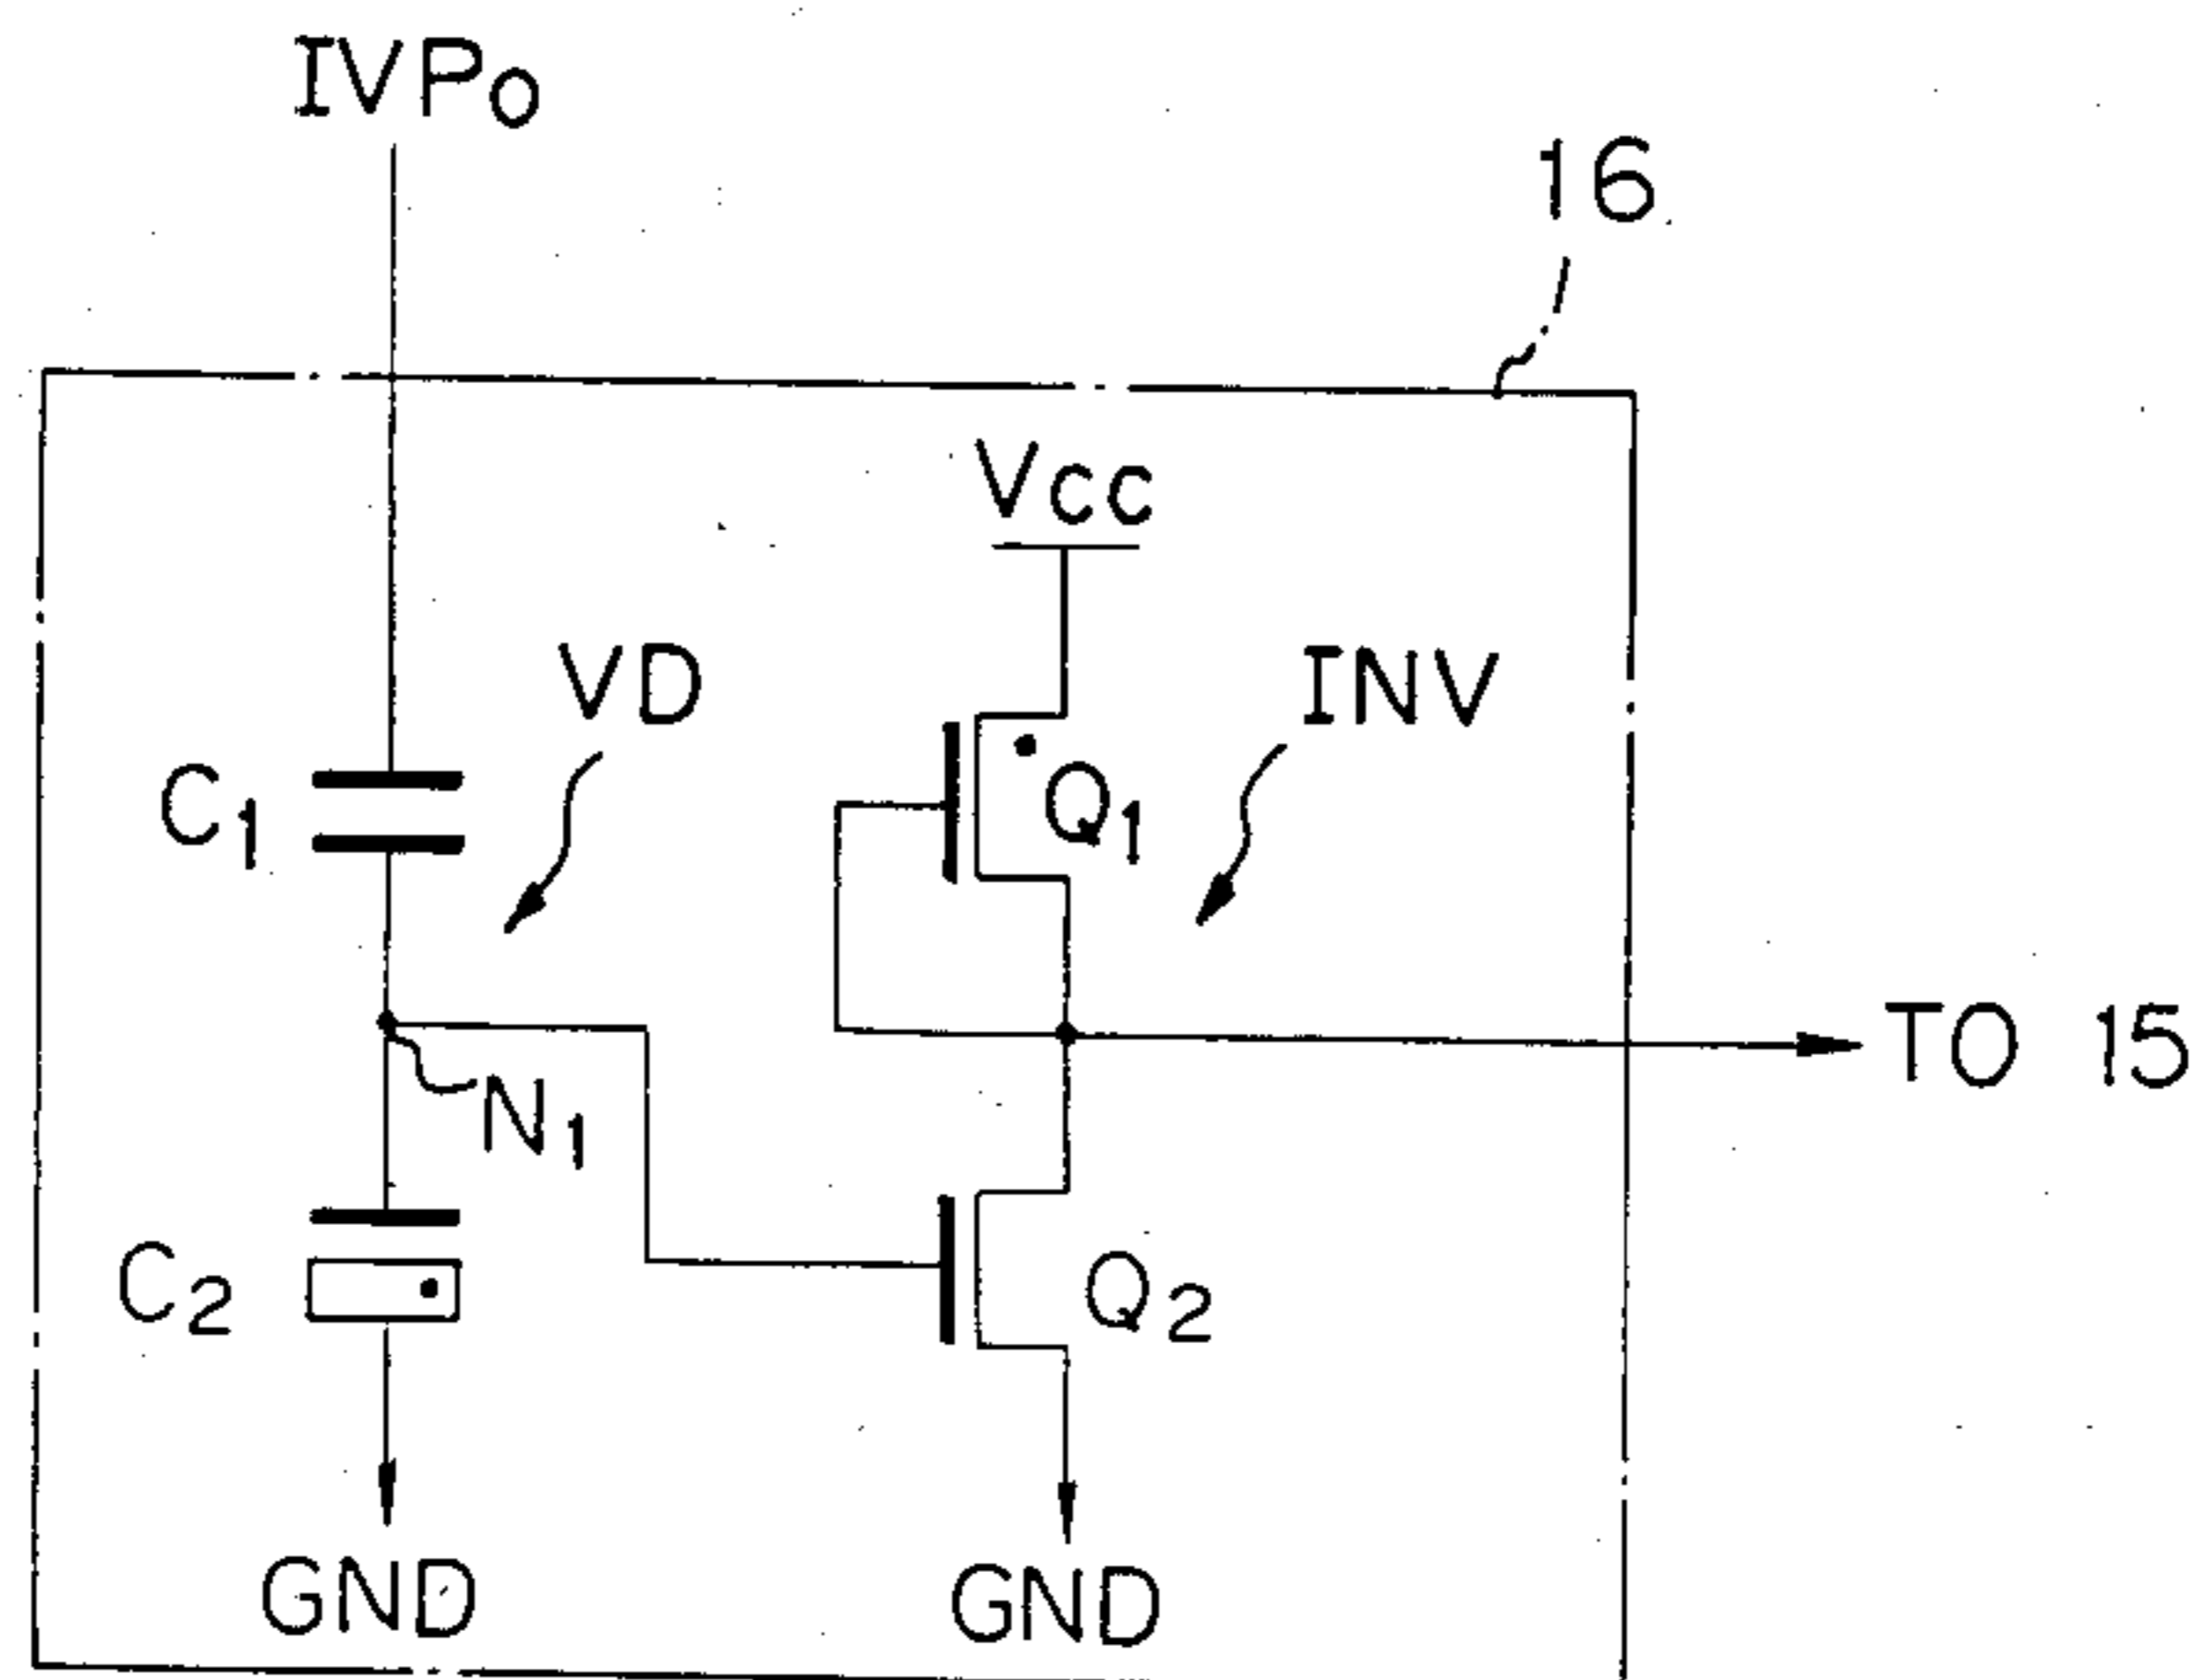 IVPo
16
Vcc
VD
INV
C1
Q1
TO 15
N1
C2
Q2
GND
GND